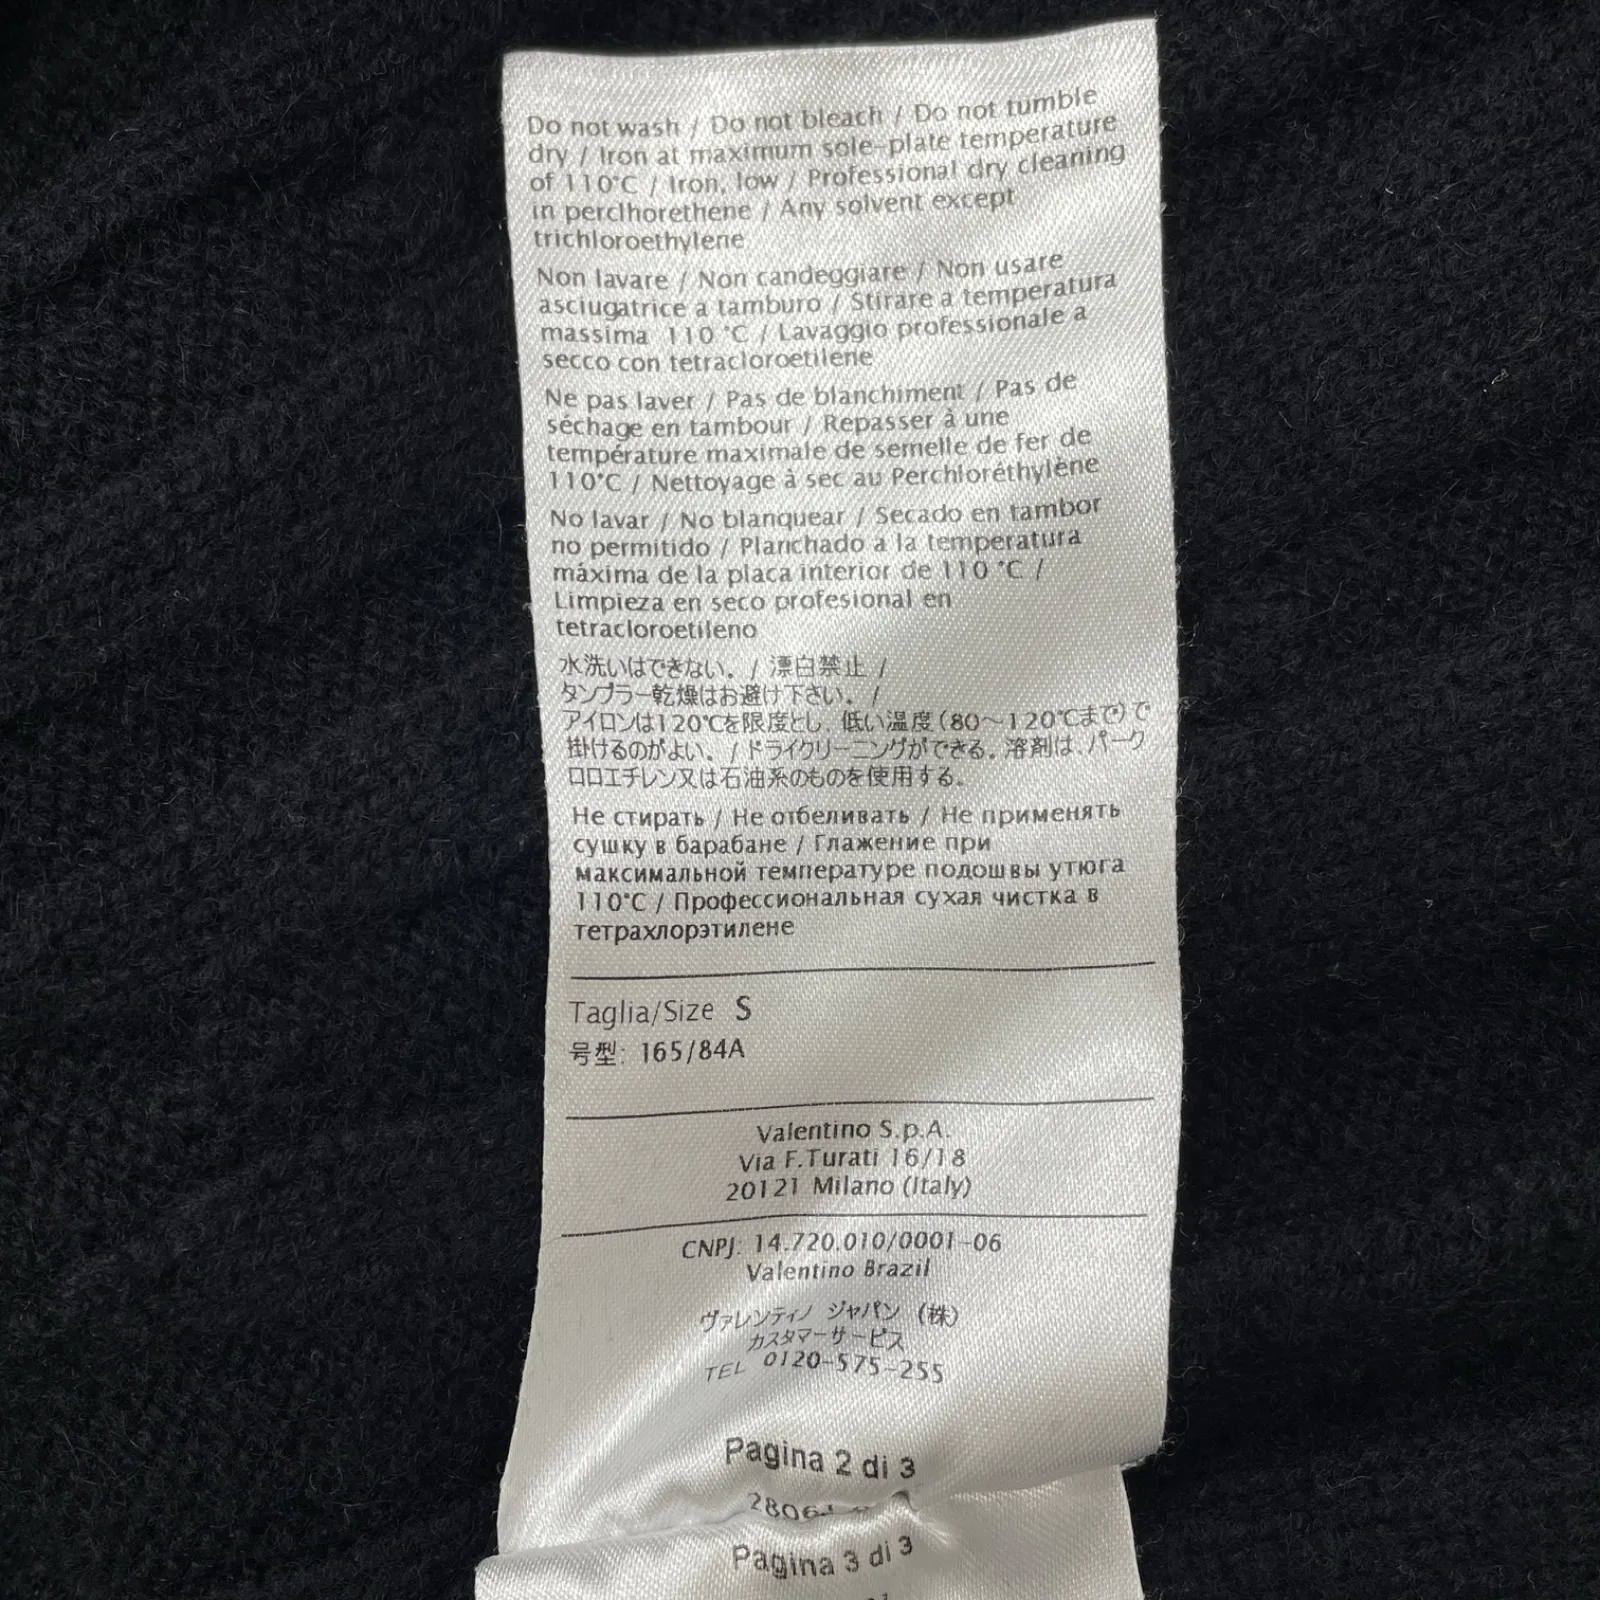 Do not wash / Do not bleach / Do not tumble
dry / Iron at maximum sole-plate temperature
of 110°C / Iron, low / Professional dry cleaning
in perclhorethene / Any solvent except
trichloroethylene
Non lavare / Non candeggiare / Non usare
asciugatrice a tamburo / Stirare a temperatura
massima 110 °C / Lavaggio professionale a
secco con tetracloroetilene
Ne pas laver / Pas de blanchiment / Pas de
séchage en tambour / Repasser à une
température maximale de semelle de fer de
110°C / Nettoyage à sec au Perchloréthylène
No lavar / No blanquear / Secado en tambor
no permitido / Planchado a la temperatura
máxima de la placa interior de 110 °C /
Limpieza en seco profesional en
tetracloroetileno
水洗いはできない。/ 漂白禁止 /
タンブラー乾燥はお避け下さい。/
アイロンは120℃を限度とし、低い温度(80～120℃まで)で
掛けるのがよい。/ドライクリーニングができる。溶剤は、パーク
ロロエチレン又は石油系のものを使用する。
Не стирать / Не отбеливать / Не применять
сушку в барабане / Глажение при
максимальной температуре подошвы утюга
110°C / Профессиональная сухая чистка в
тетрахлорэтилене
Taglia/Size S
号型: 165/84A
Valentino S.p.A.
Via F.Turati 16/18
20121 Milano (Italy)
CNPJ: 14.720.010/0001-06
Valentino Brazil
ヴァレンティノ ジャパン (株)
カスタマーサービス
TEL 0120-575-255
Pagina 2 di 3
Pagina 3 di 3